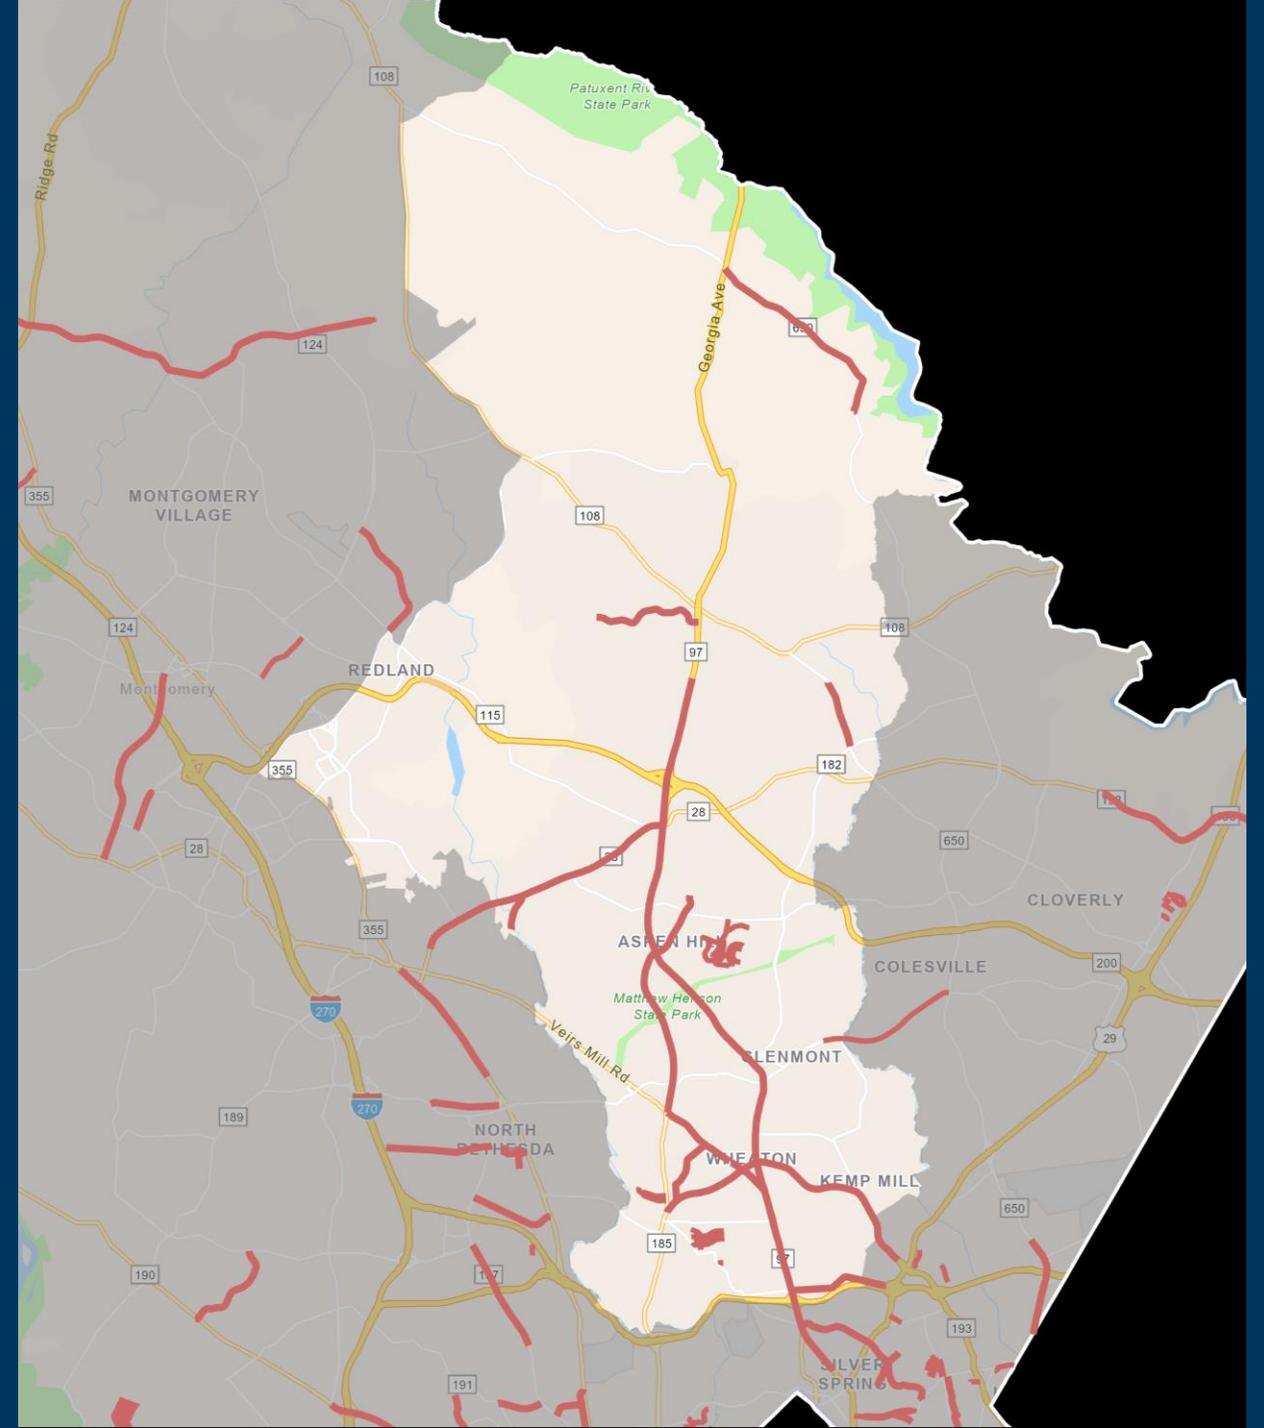 108
Patuxent Riv
State Park
Ridge Rd
Georgia Ave
124
355
MONTGOMERY
VILLAGE
108
124
108
97
REDLAND
Montgomery
115
355
182
28
28
650
CLOVERLY
355
ASPEN HILL
COLESVILLE
200
270
Matthew Henson
State Park
Veirs Mill Rd
29
GLENMONT
270
189
NORTH
BETHESDA
WHEATON
KEMP MILL
650
185
97
190
193
SILVER
SPRING
191